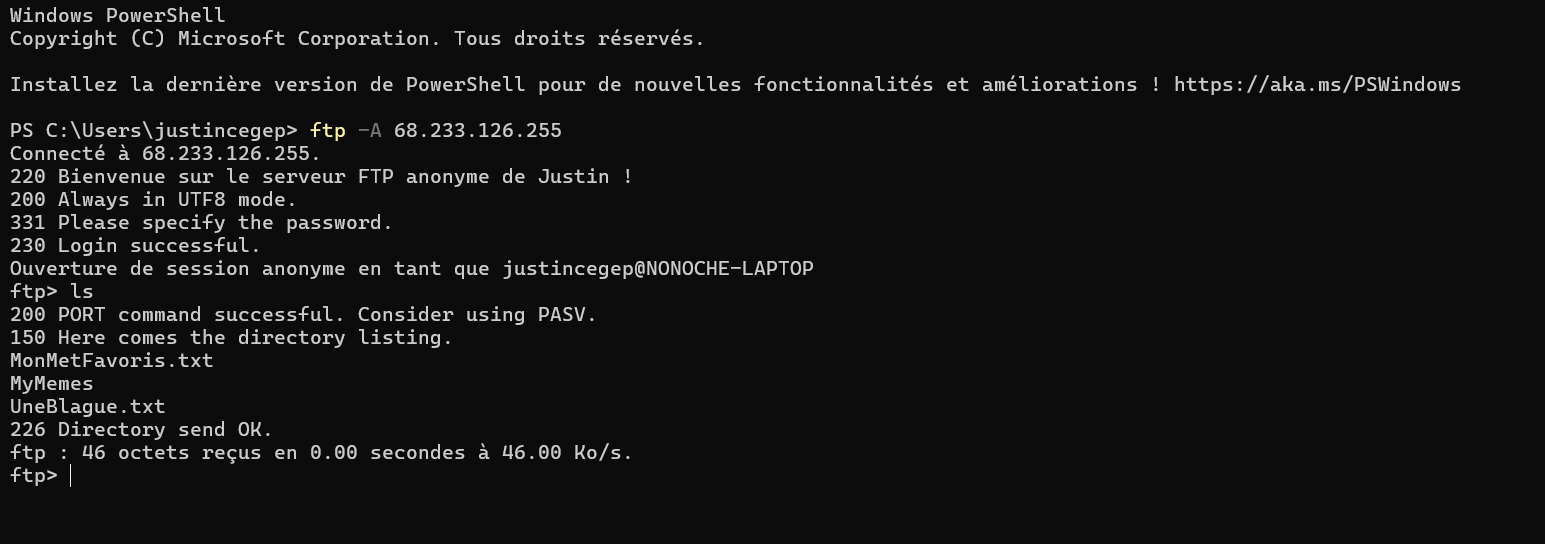 Windows PowerShell
Copyright (C) Microsoft Corporation. Tous droits réservés.
Installez la dernière version de PowerShell pour de nouvelles fonctionnalités et améliorations ! https://aka.ms/PSWindows
PS C:\Users\justincegep> ftp -A 68.233.126.255
Connecté à 68.233.126.255.
220 Bienvenue sur le serveur FTP anonyme de Justin !
200 Always in UTF8 mode.
331 Please specify the password.
230 Login successful.
Ouverture de session anonyme en tant que justincegep@NONOCHE-LAPTOP
ftp> ls
200 PORT command successful. Consider using PASV.
150 Here comes the directory listing.
MonMetFavoris.txt
MyMemes
UneBlague.txt
226 Directory send OK.
ftp : 46 octets reçus en 0.00 secondes à 46.00 Ko/s.
ftp>